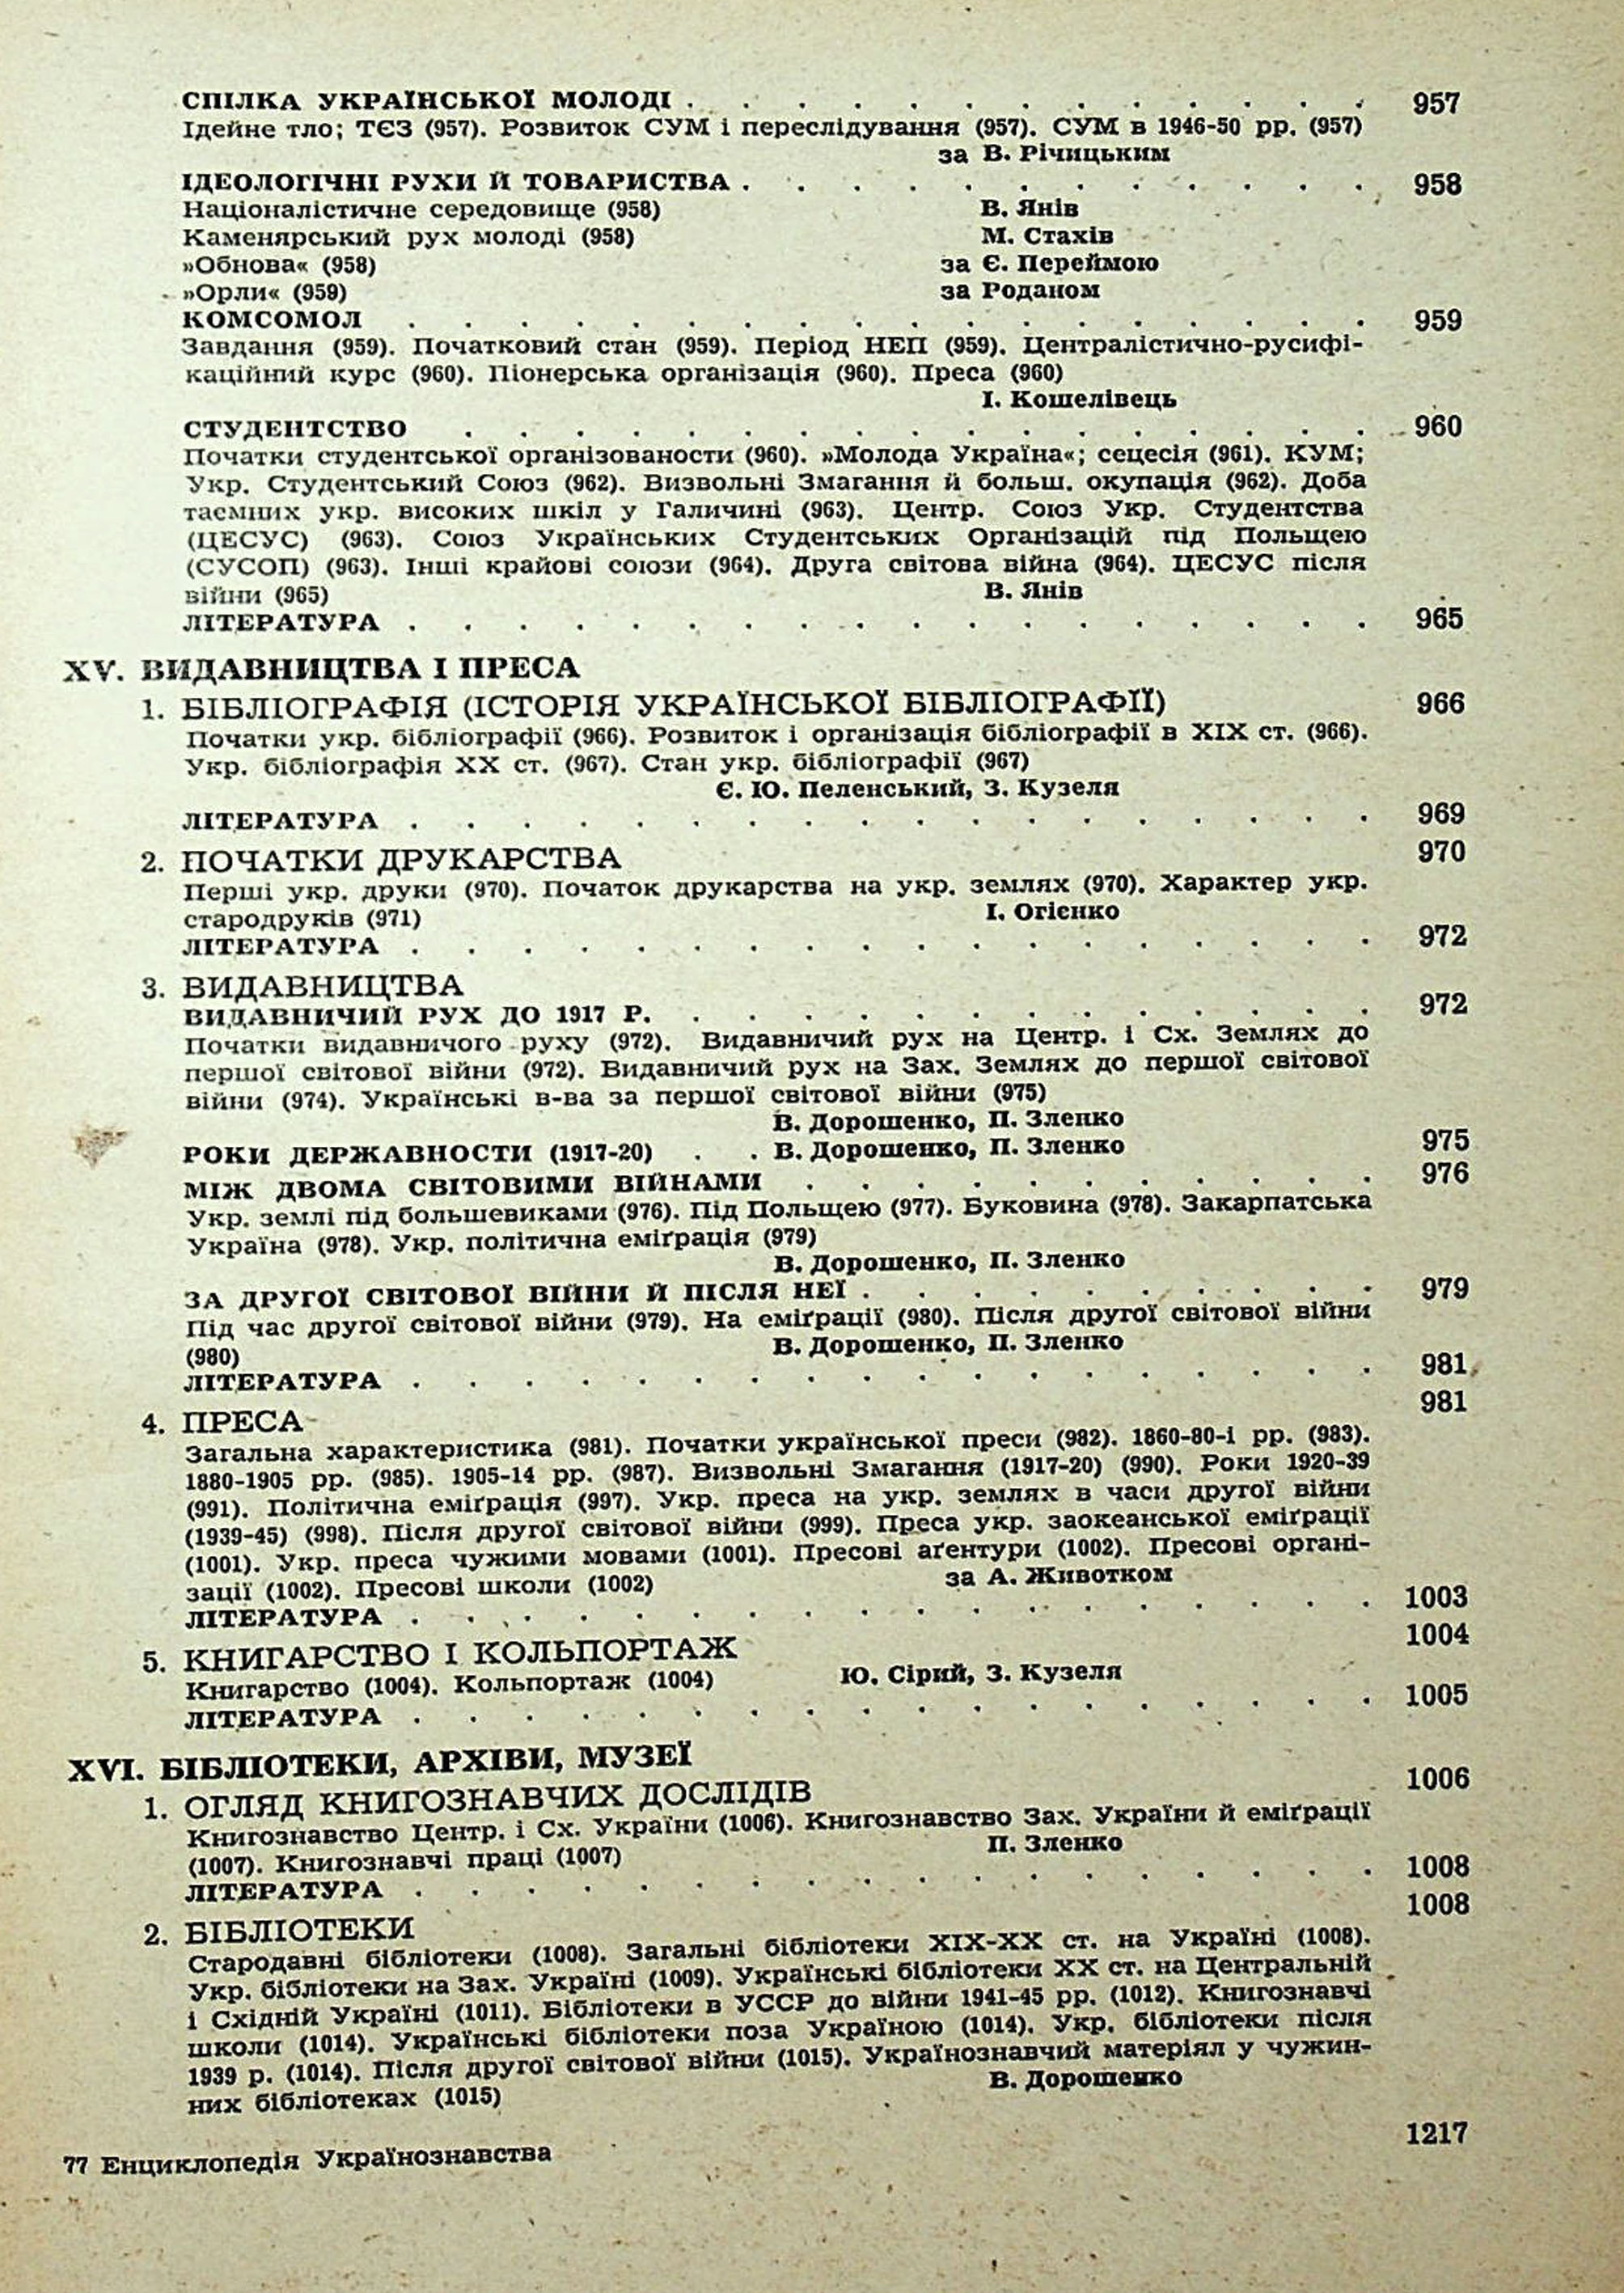 СПІЛКА УКРАЇНСЬКОЇ МОЛОДІ . . . . . . . . . . . . . 957
Ідейне тло; ТЄЗ (957). Розвиток СУМ і переслідування (957). СУМ в 1946-50 рр. (957)
за В. Річицьким
ІДЕОЛОГІЧНІ РУХИ Й ТОВАРИСТВА . . . . . . . . . . . . 958
Націоналістичне середовище (958) В. Янів
Каменярський рух молоді (958) М. Стахів
»Обнова« (958) за Є. Переймою
»Орли« (959) за Роданом
КОМСОМОЛ . . . . . . . . . . . . . . . . . . 959
Завдання (959). Початковий стан (959). Період НЕП (959). Централістично-русифі-
каційний курс (960). Піонерська організація (960). Преса (960)
І. Кошелівець
СТУДЕНТСТВО . . . . . . . . . . . . . . . . . 960
Початки студентської організованости (960). »Молода Україна«; сецесія (961). КУМ;
Укр. Студентський Союз (962). Визвольні Змагання й больш. окупація (962). Доба
таємних укр. високих шкіл у Галичині (963). Центр. Союз Укр. Студентства
(ЦЕСУС) (963). Союз Українських Студентських Організацій під Польщею
(СУСОП) (963). Інші крайові союзи (964). Друга світова війна (964). ЦЕСУС після
війни (965) В. Янів
ЛІТЕРАТУРА . . . . . . . . . . . . . . . . . . 965
XV. ВИДАВНИЦТВА І ПРЕСА
1. БІБЛІОГРАФІЯ (ІСТОРІЯ УКРАЇНСЬКОЇ БІБЛІОГРАФІЇ) 966
Початки укр. бібліографії (966). Розвиток і організація бібліографії в XIX ст. (966).
Укр. бібліографія XX ст. (967). Стан укр. бібліографії (967)
Є. Ю. Пеленський, З. Кузеля
ЛІТЕРАТУРА . . . . . . . . . . . . . . . . . . 969
2. ПОЧАТКИ ДРУКАРСТВА 970
Перші укр. друки (970). Початок друкарства на укр. землях (970). Характер укр.
стародруків (971) І. Огієнко
ЛІТЕРАТУРА . . . . . . . . . . . . . . . . . . 972
3. ВИДАВНИЦТВА
ВИДАВНИЧИЙ РУХ ДО 1917 Р. . . . . . . . . . . . . . 972
Початки видавничого руху (972). Видавничий рух на Центр. і Сх. Землях до
першої світової війни (972). Видавничий рух на Зах. Землях до першої світової
війни (974). Українські в-ва за першої світової війни (975)
В. Дорошенко, П. Зленко
РОКИ ДЕРЖАВНОСТИ (1917-20) . . В. Дорошенко, П. Зленко 975
МІЖ ДВОМА СВІТОВИМИ ВІЙНАМИ . . . . . . . . . . . 976
Укр. землі під большевиками (976). Під Польщею (977). Буковина (978). Закарпатська
Україна (978). Укр. політична еміґрація (979)
В. Дорошенко, П. Зленко
ЗА ДРУГОЇ СВІТОВОЇ ВІЙНИ Й ПІСЛЯ НЕЇ . . . . . . . . . . 979
Під час другої світової війни (979). На еміґрації (980). Після другої світової війни
(980) В. Дорошенко, П. Зленко
ЛІТЕРАТУРА . . . . . . . . . . . . . . . . . . 981
4. ПРЕСА 981
Загальна характеристика (981). Початки української преси (982). 1860-80-і рр. (983).
1880-1905 рр. (985). 1905-14 рр. (987). Визвольні Змагання (1917-20) (990). Роки 1920-39
(991). Політична еміґрація (997). Укр. преса на укр. землях в часи другої війни
(1939-45) (998). Після другої світової війни (999). Преса укр. заокеанської еміґрації
(1001). Укр. преса чужими мовами (1001). Пресові аґентури (1002). Пресові органі-
зації (1002). Пресові школи (1002) за А. Животком
ЛІТЕРАТУРА . . . . . . . . . . . . . . . . . . 1003
5. КНИГАРСТВО І КОЛЬПОРТАЖ 1004
Книгарство (1004). Кольпортаж (1004) Ю. Сірий, З. Кузеля
ЛІТЕРАТУРА . . . . . . . . . . . . . . . . . . 1005
XVI. БІБЛІОТЕКИ, АРХІВИ, МУЗЕЇ
1. ОГЛЯД КНИГОЗНАВЧИХ ДОСЛІДІВ 1006
Книгознавство Центр. і Сх. України (1006). Книгознавство Зах. України й еміґрації
(1007). Книгознавчі праці (1007) П. Зленко
ЛІТЕРАТУРА . . . . . . . . . . . . . . . . . . 1008
2. БІБЛІОТЕКИ 1008
Стародавні бібліотеки (1008). Загальні бібліотеки XIX-XX ст. на Україні (1008).
Укр. бібліотеки на Зах. Україні (1009). Українські бібліотеки XX ст. на Центральній
і Східній Україні (1011). Бібліотеки в УССР до війни 1941-45 рр. (1012). Книгознавчі
школи (1014). Українські бібліотеки поза Україною (1014). Укр. бібліотеки після
1939 р. (1014). Після другої світової війни (1015). Українознавчий матеріял у чужин-
них бібліотеках (1015) В. Дорошенко
77 Енциклопедія Українознавства 1217